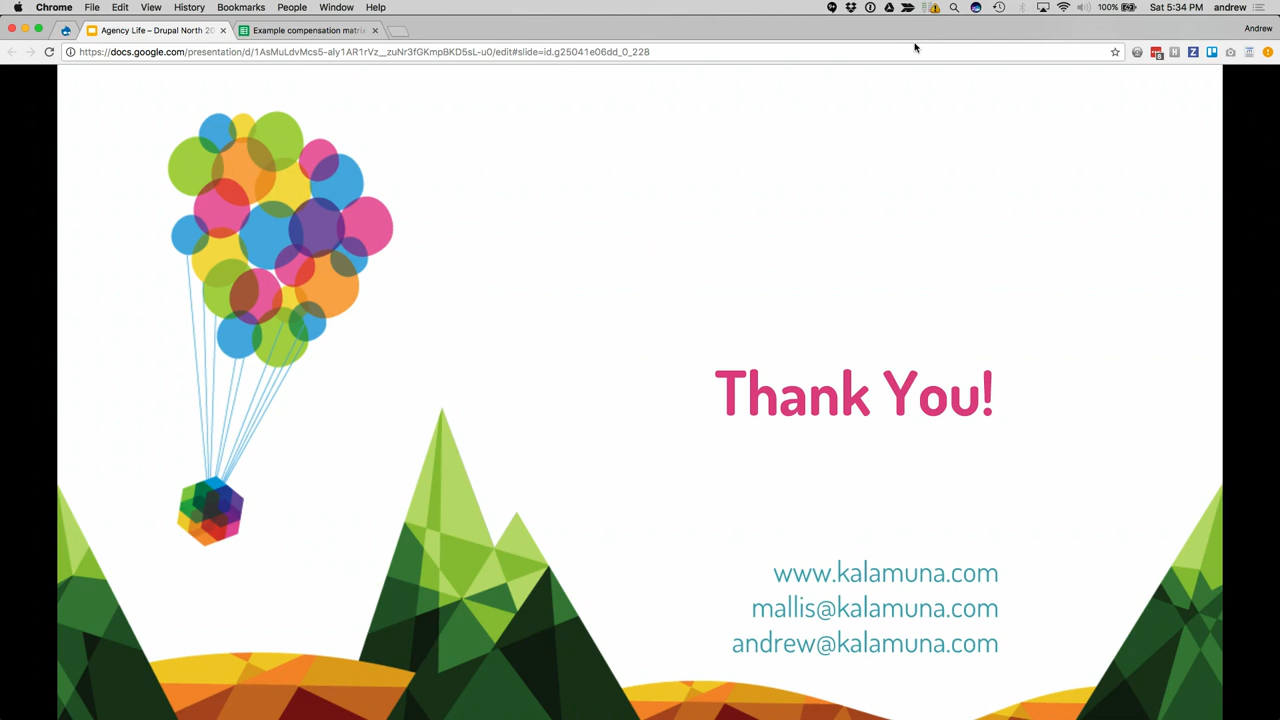 Chrome File Edit View History Bookmarks People Window Help 100% Sat 5:34 PM andrew
Agency Life – Drupal North 20 Example compensation matrix Andrew
https://docs.google.com/presentation/d/1AsMuLdvMcs5-aly1AR1rVz__zuNr3fGKmpBKD5sL-u0/edit#slide=id.g25041e06dd_0_228
Thank You!
www.kalamuna.com
mallis@kalamuna.com
andrew@kalamuna.com